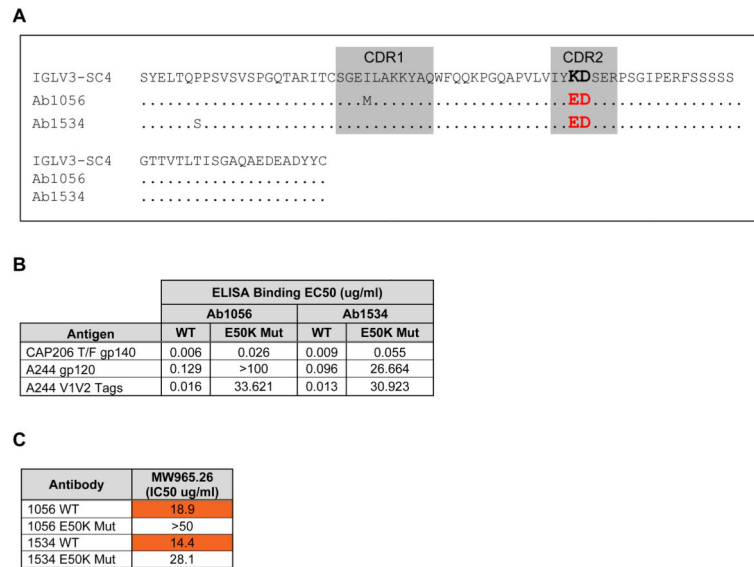 A
CDR1 CDR2
IGLV3-SC4 SYELTQPPSVSVSPGQTARITCSGEILAKKYAQWFQQKPGQAPVLVIYKDSERPSGIPERFSSSSS
Ab1056 ......................... M ...................... ED .................
Ab1534 ....... S ........................................ ED .................
IGLV3-SC4 GTTVTLTISGAQAEDEADYYC
Ab1056 .....................
Ab1534 .....................
B
ELISA Binding EC50 (ug/ml)
Ab1056 Ab1534
Antigen WT E50K Mut WT E50K Mut
CAP206 T/F gp140 0.006 0.026 0.009 0.055
A244 gp120 0.129 >100 0.096 26.664
A244 V1V2 Tags 0.016 33.621 0.013 30.923
C
Antibody MW965.26
(IC50 ug/ml)
1056 WT 18.9
1056 E50K Mut >50
1534 WT 14.4
1534 E50K Mut 28.1